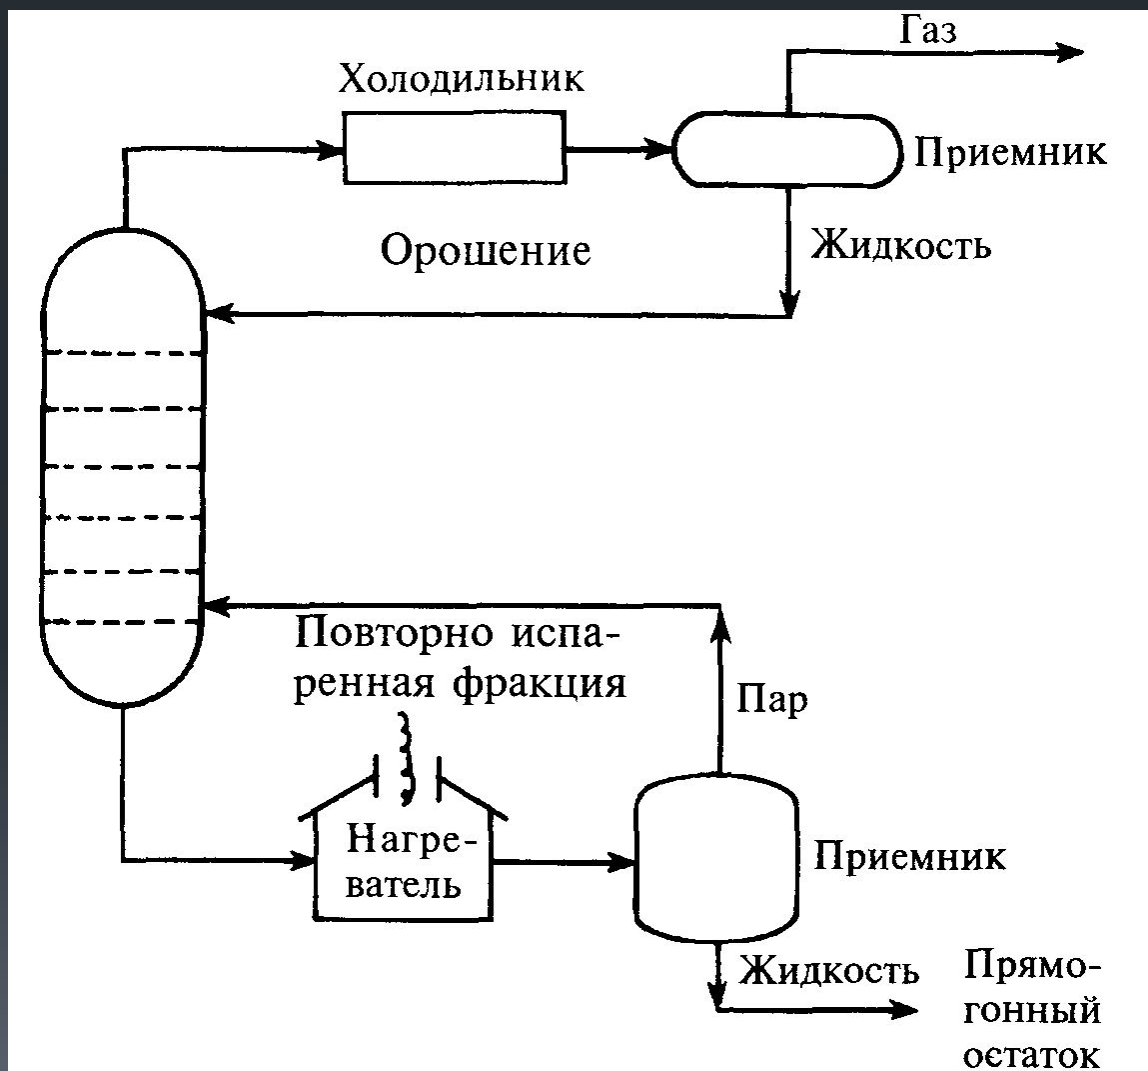 Газ
Холодильник
Приемник
Орошение
Жидкость
Повторно испа-
ренная фракция
Пар
Нагре-
ватель
Приемник
Жидкость
Прямо-
гонный
остаток